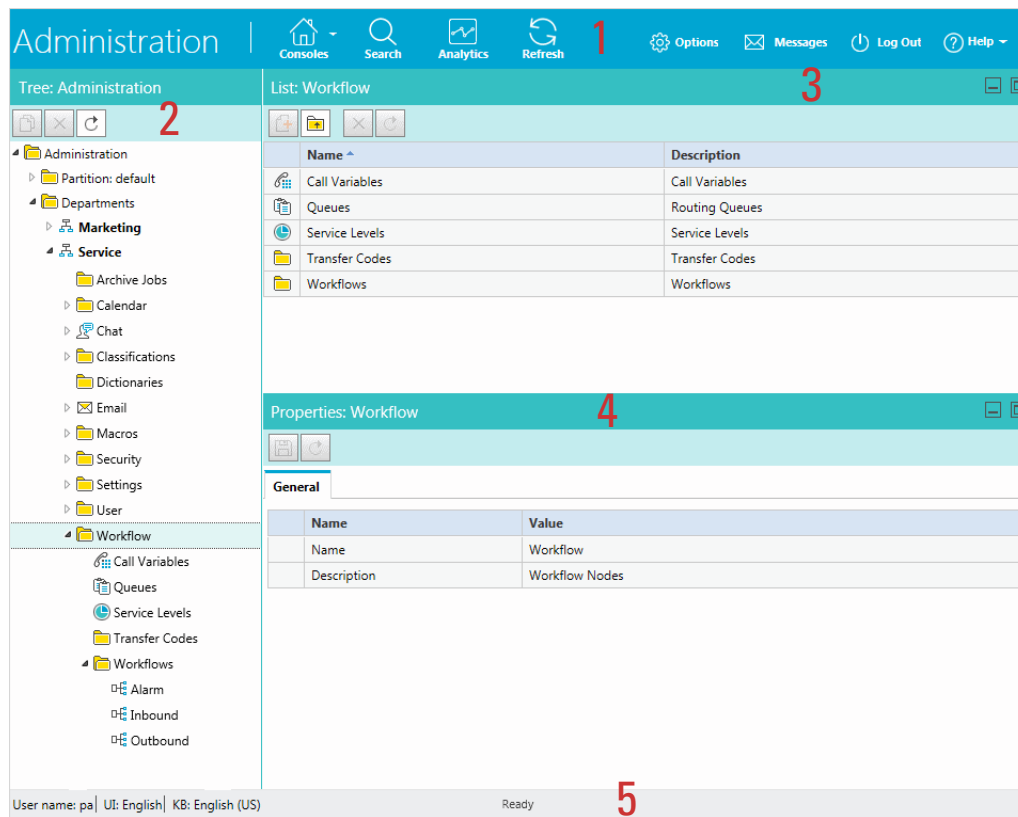 Administration
Consoles
Search
Analytics
Refresh
1
Options
Messages
Log Out
Help
Tree: Administration
2
Administration
Partition: default
Departments
Marketing
Service
Archive Jobs
Calendar
Chat
Classifications
Dictionaries
Email
Macros
Security
Settings
User
Workflow
Call Variables
Queues
Service Levels
Transfer Codes
Workflows
Alarm
Inbound
Outbound
List: Workflow
3
Name Description
Call Variables Call Variables
Queues Routing Queues
Service Levels Service Levels
Transfer Codes Transfer Codes
Workflows Workflows
Properties: Workflow
4
General
Name Value
Name Workflow
Description Workflow Nodes
User name: pa UI: English KB: English (US)
Ready
5